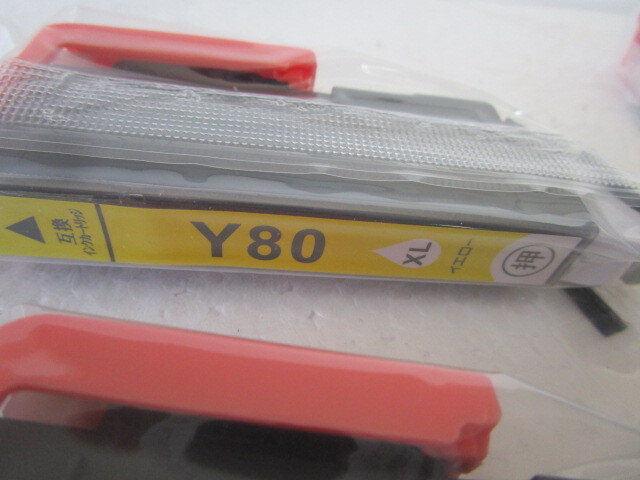 互換
インクカートリッジ
Y80
XL
イエロー
押